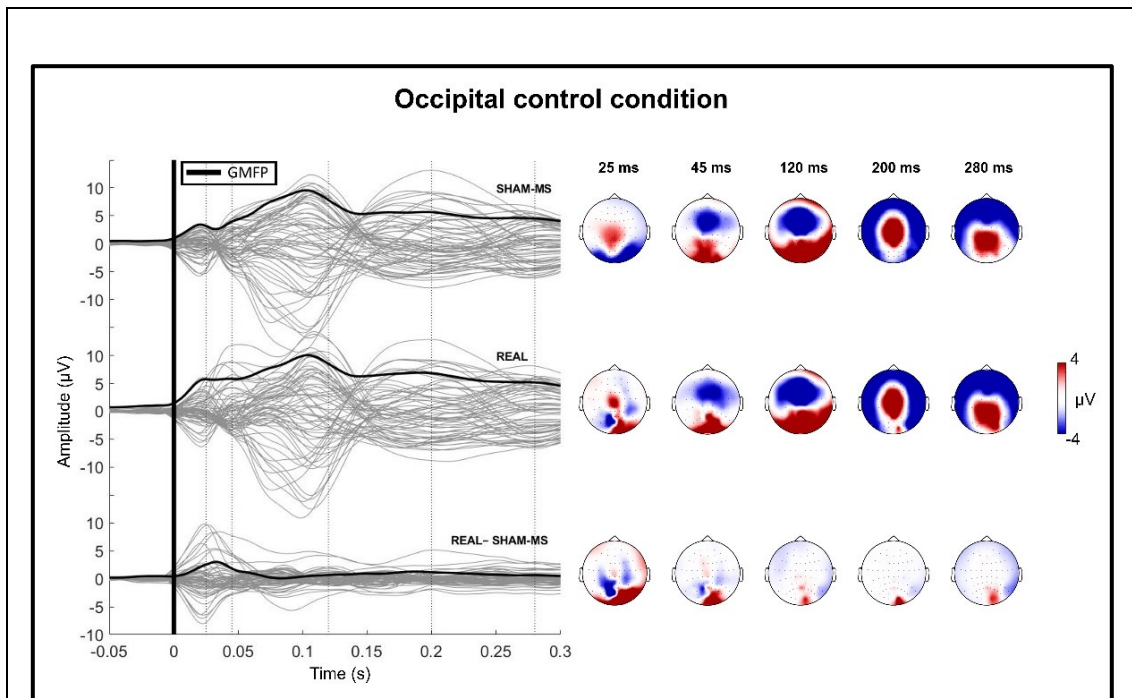 Occipital control condition
GMFP
25 ms 45 ms 120 ms 200 ms 280 ms
SHAM-MS
10
5
0
-5
-10
REAL
10
5
0
-5
-10
4
µV
-4
REAL– SHAM-MS
10
5
0
-5
-10
Amplitude (µV)
-0.05 0 0.05 0.1 0.15 0.2 0.25 0.3
Time (s)